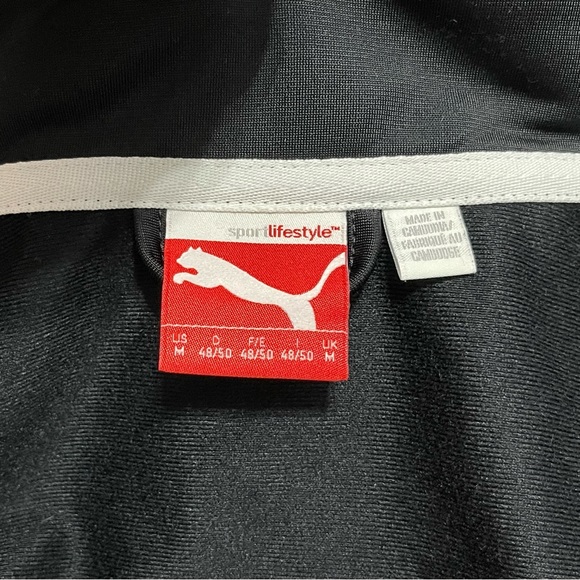 sportlifestyle™
US D F/E I UK
M 48/50 48/50 48/50 M
MADE IN
CAMBODIA/
FABRIQUÉ AU
CAMBODGE